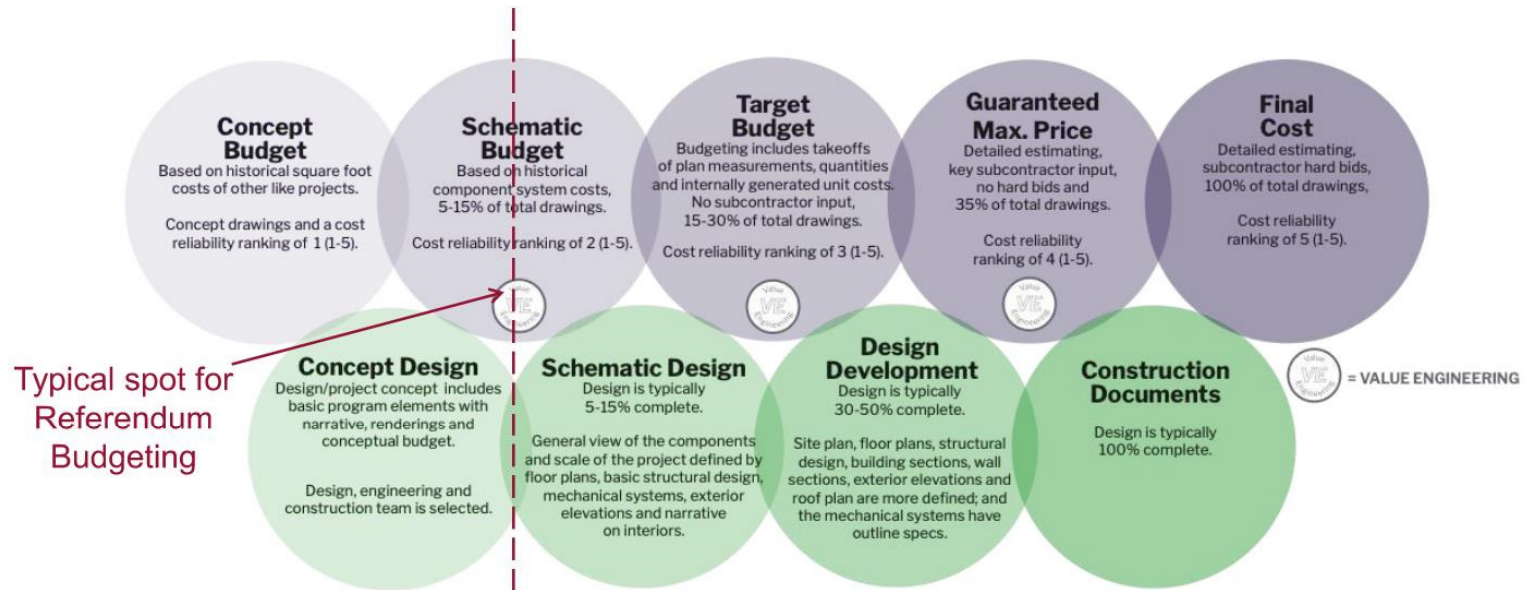 Concept
Budget
Based on historical square foot
costs of other like projects.
Concept drawings and a cost
reliability ranking of 1 (1-5).
Schematic
Budget
Based on historical
component system costs,
5-15% of total drawings.
Cost reliability ranking of 2 (1-5).
Target
Budget
Budgeting includes takeoffs
of plan measurements, quantities
and internally generated unit costs.
No subcontractor input,
15-30% of total drawings.
Cost reliability ranking of 3 (1-5).
Guaranteed
Max. Price
Detailed estimating,
key subcontractor input,
no hard bids and
35% of total drawings.
Cost reliability
ranking of 4 (1-5).
Final
Cost
Detailed estimating,
subcontractor hard bids,
100% of total drawings,
Cost reliability
ranking of 5 (1-5).
Value
VE
Engineering
Value
VE
Engineering
Value
VE
Engineering
Typical spot for
Referendum
Budgeting
Concept Design
Design/project concept includes
basic program elements with
narrative, renderings and
conceptual budget.
Design, engineering and
construction team is selected.
Schematic Design
Design is typically
5-15% complete.
General view of the components
and scale of the project defined by
floor plans, basic structural design,
mechanical systems, exterior
elevations and narrative
on interiors.
Design
Development
Design is typically
30-50% complete.
Site plan, floor plans, structural
design, building sections, wall
sections, exterior elevations and
roof plan are more defined; and
the mechanical systems have
outline specs.
Construction
Documents
Design is typically
100% complete.
Value
VE
Engineering
= VALUE ENGINEERING